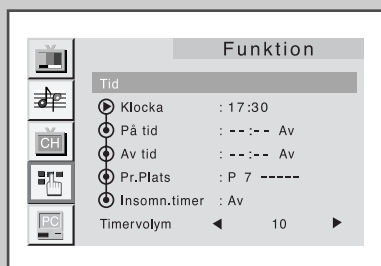 Funktion
Tid
CH
PC
Klocka : 17:30
På tid : --:-- Av
Av tid : --:-- Av
Pr.Plats : P 7 -----
Insomn.timer : Av
Timervolym 10